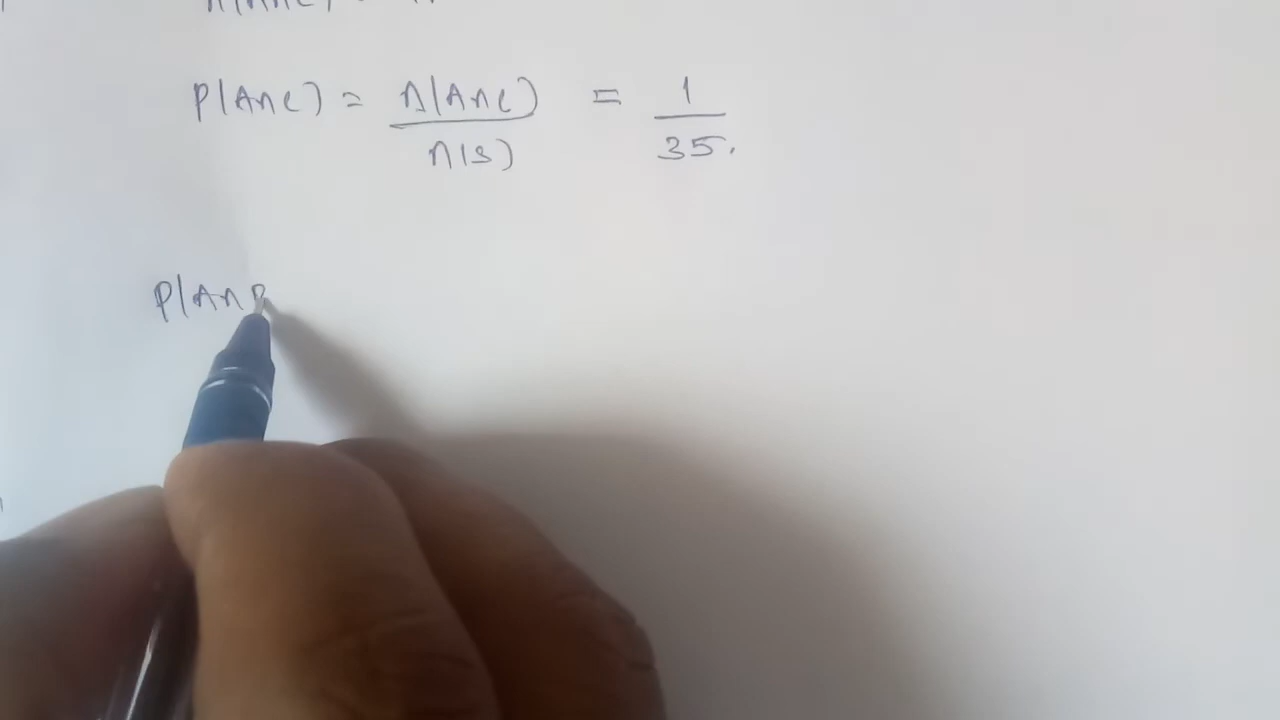 P(A∩C) = n(A∩C) / n(S) = 1 / 35.
P(A∩B